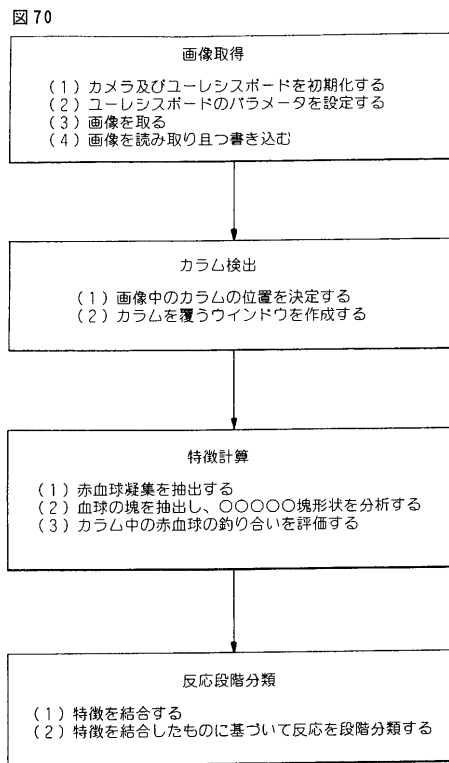 図70
画像取得
(1)カメラ及びユーレシスボードを初期化する
(2)ユーレシスボードのパラメータを設定する
(3)画像を取る
(4)画像を読み取り且つ書き込む
カラム検出
(1)画像中のカラムの位置を決定する
(2)カラムを覆うウインドウを作成する
特徴計算
(1)赤血球凝集を抽出する
(2)血球の塊を抽出し、○○○○○塊形状を分析する
(3)カラム中の赤血球の釣り合いを評価する
反応段階分類
(1)特徴を結合する
(2)特徴を結合したものに基づいて反応を段階分類する